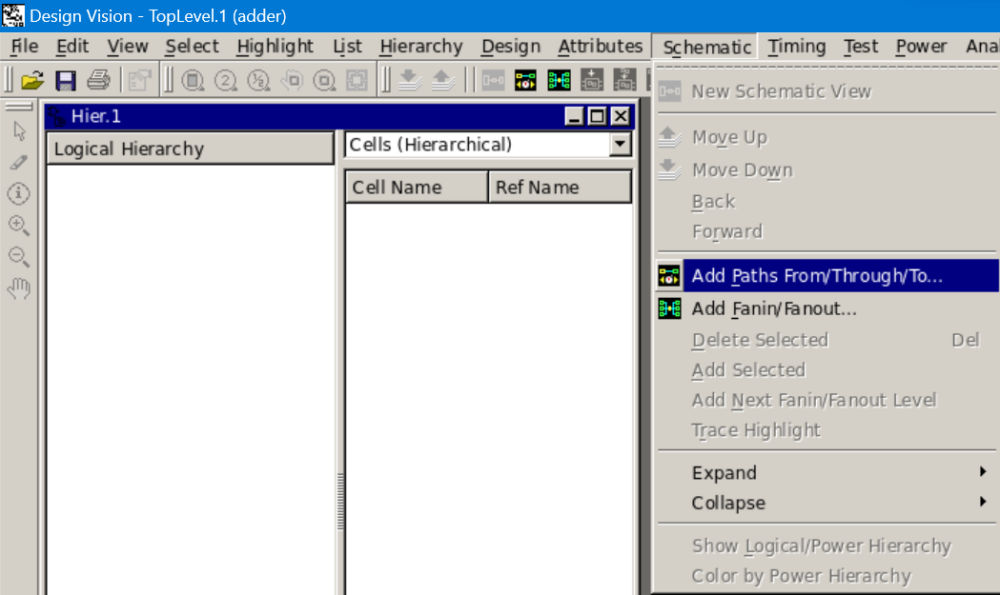 Design Vision - TopLevel.1 (adder)
File Edit View Select Highlight List Hierarchy Design Attributes Schematic Timing Test Power Ana
Hier.1
Logical Hierarchy
Cells (Hierarchical)
Cell Name Ref Name
New Schematic View
Move Up
Move Down
Back
Forward
Add Paths From/Through/To...
Add Fanin/Fanout...
Delete Selected Del
Add Selected
Add Next Fanin/Fanout Level
Trace Highlight
Expand
Collapse
Show Logical/Power Hierarchy
Color by Power Hierarchy